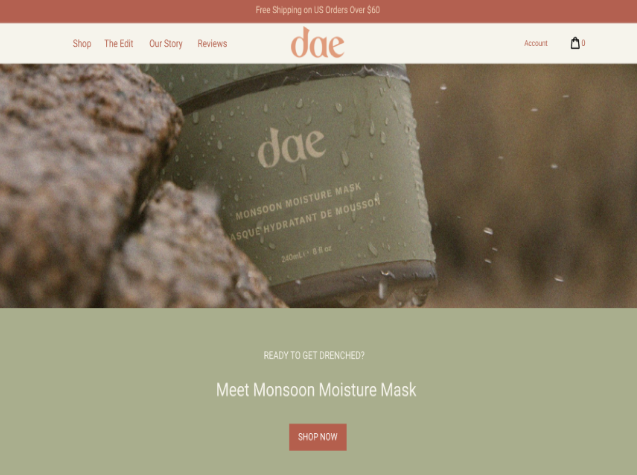 Free Shipping on US Orders Over $60
Shop The Edit Our Story Reviews
dae
Account 0
dae
MONSOON MOISTURE MASK
ASQUE HYDRATANT DE MOUSSON
240mL | 8 fl oz
READY TO GET DRENCHED?
Meet Monsoon Moisture Mask
SHOP NOW